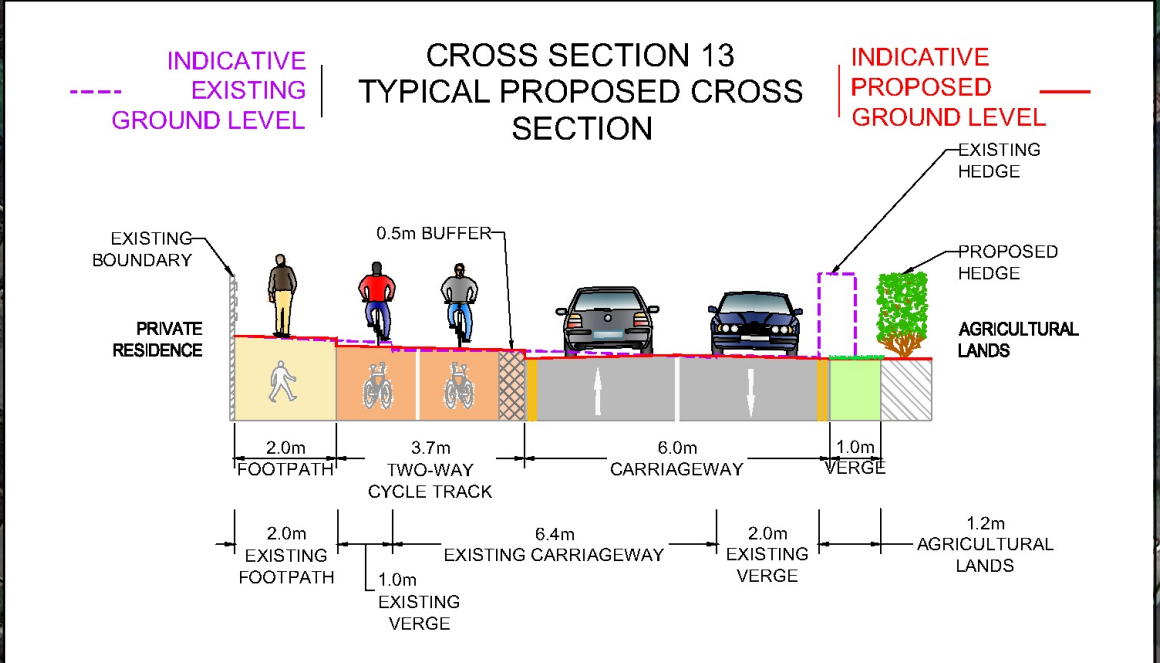 CROSS SECTION 13
TYPICAL PROPOSED CROSS
SECTION
INDICATIVE
EXISTING
GROUND LEVEL
INDICATIVE
PROPOSED
GROUND LEVEL
EXISTING
HEDGE
EXISTING
BOUNDARY
0.5m BUFFER
PROPOSED
HEDGE
PRIVATE
RESIDENCE
AGRICULTURAL
LANDS
2.0m
FOOTPATH
3.7m
TWO-WAY
CYCLE TRACK
6.0m
CARRIAGEWAY
1.0m
VERGE
2.0m
EXISTING
FOOTPATH
1.0m
EXISTING
VERGE
6.4m
EXISTING CARRIAGEWAY
2.0m
EXISTING
VERGE
1.2m
AGRICULTURAL
LANDS